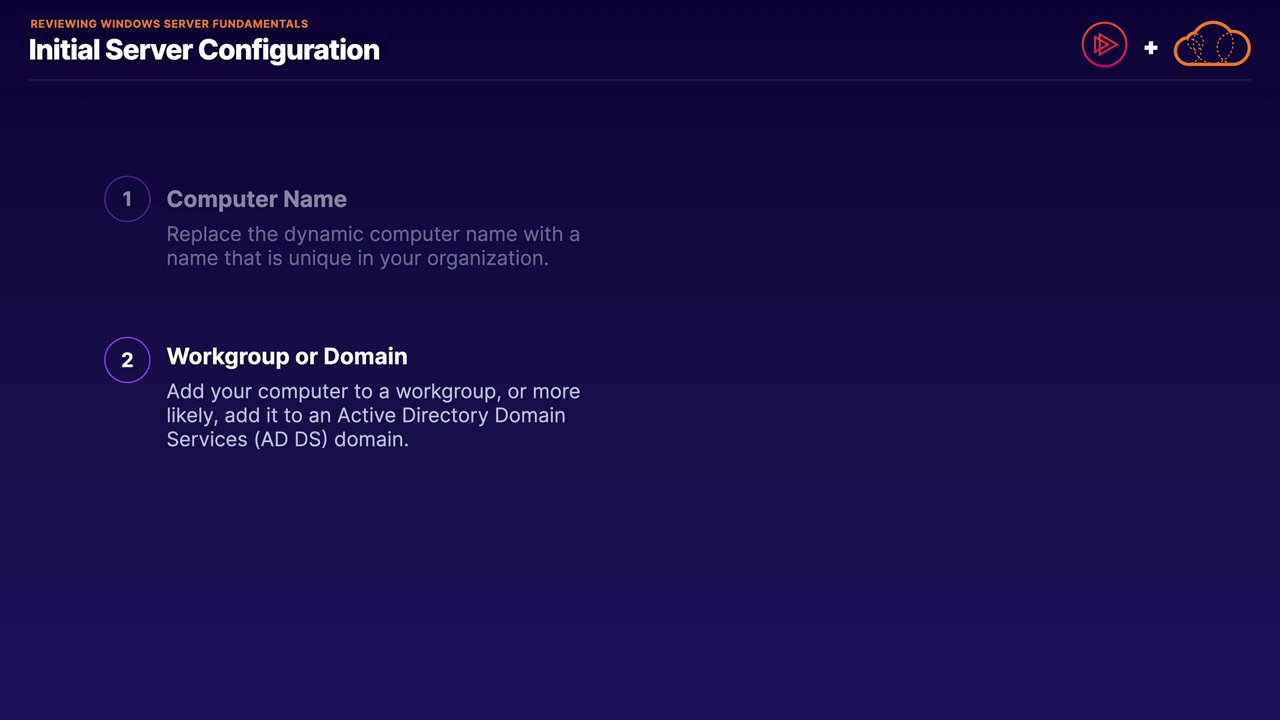 REVIEWING WINDOWS SERVER FUNDAMENTALS
Initial Server Configuration
+
1
Computer Name
Replace the dynamic computer name with a
name that is unique in your organization.
2
Workgroup or Domain
Add your computer to a workgroup, or more
likely, add it to an Active Directory Domain
Services (AD DS) domain.